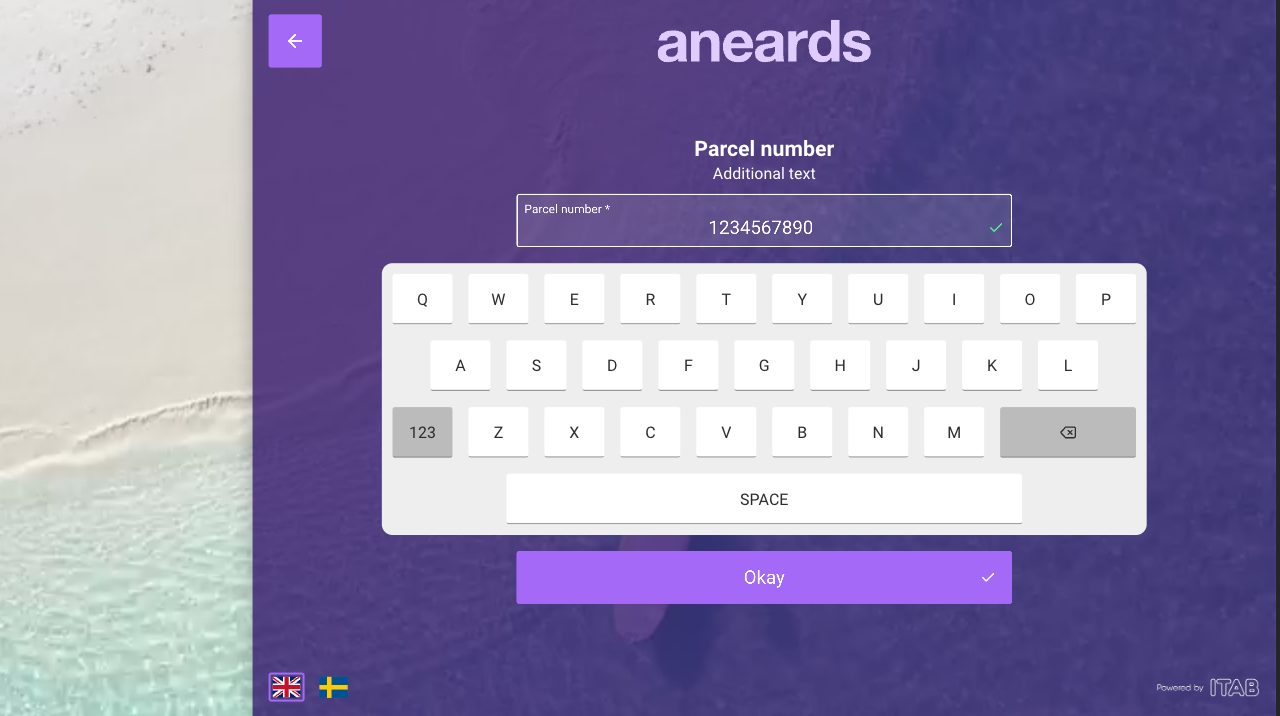 aneards
Parcel number
Additional text
Parcel number *
1234567890
Q W E R T Y U I O P
A S D F G H J K L
123 Z X C V B N M
SPACE
Okay
Powered by ITAB